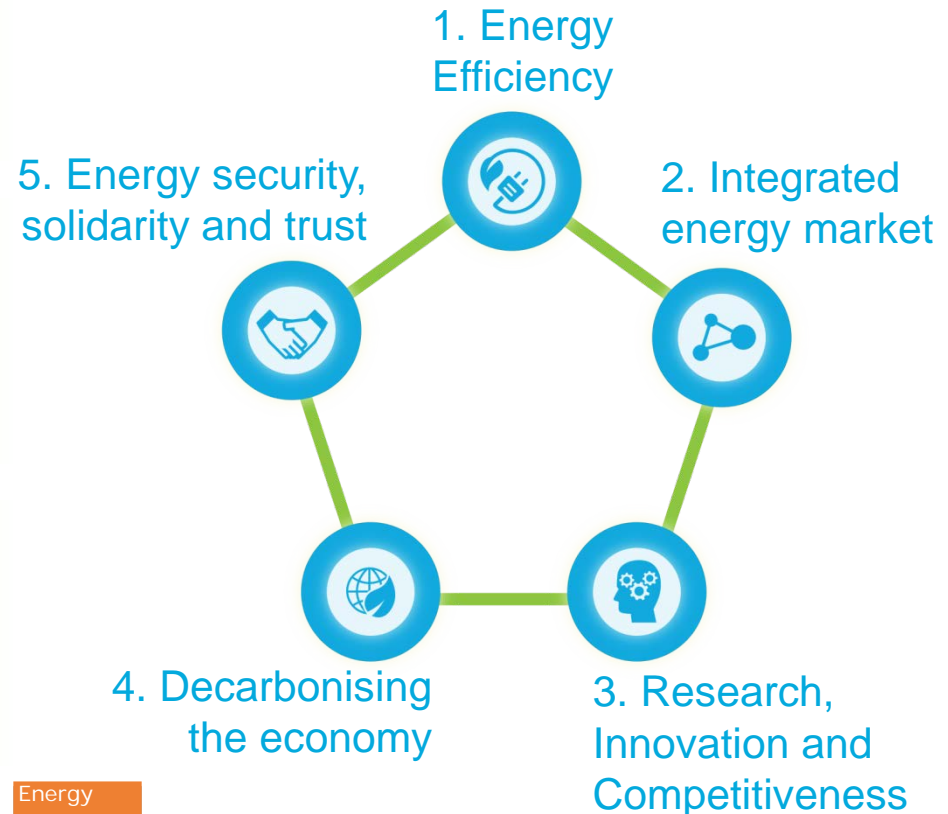 1. Energy
Efficiency
2. Integrated
energy market
3. Research,
Innovation and
Competitiveness
4. Decarbonising
the economy
5. Energy security,
solidarity and trust
Energy